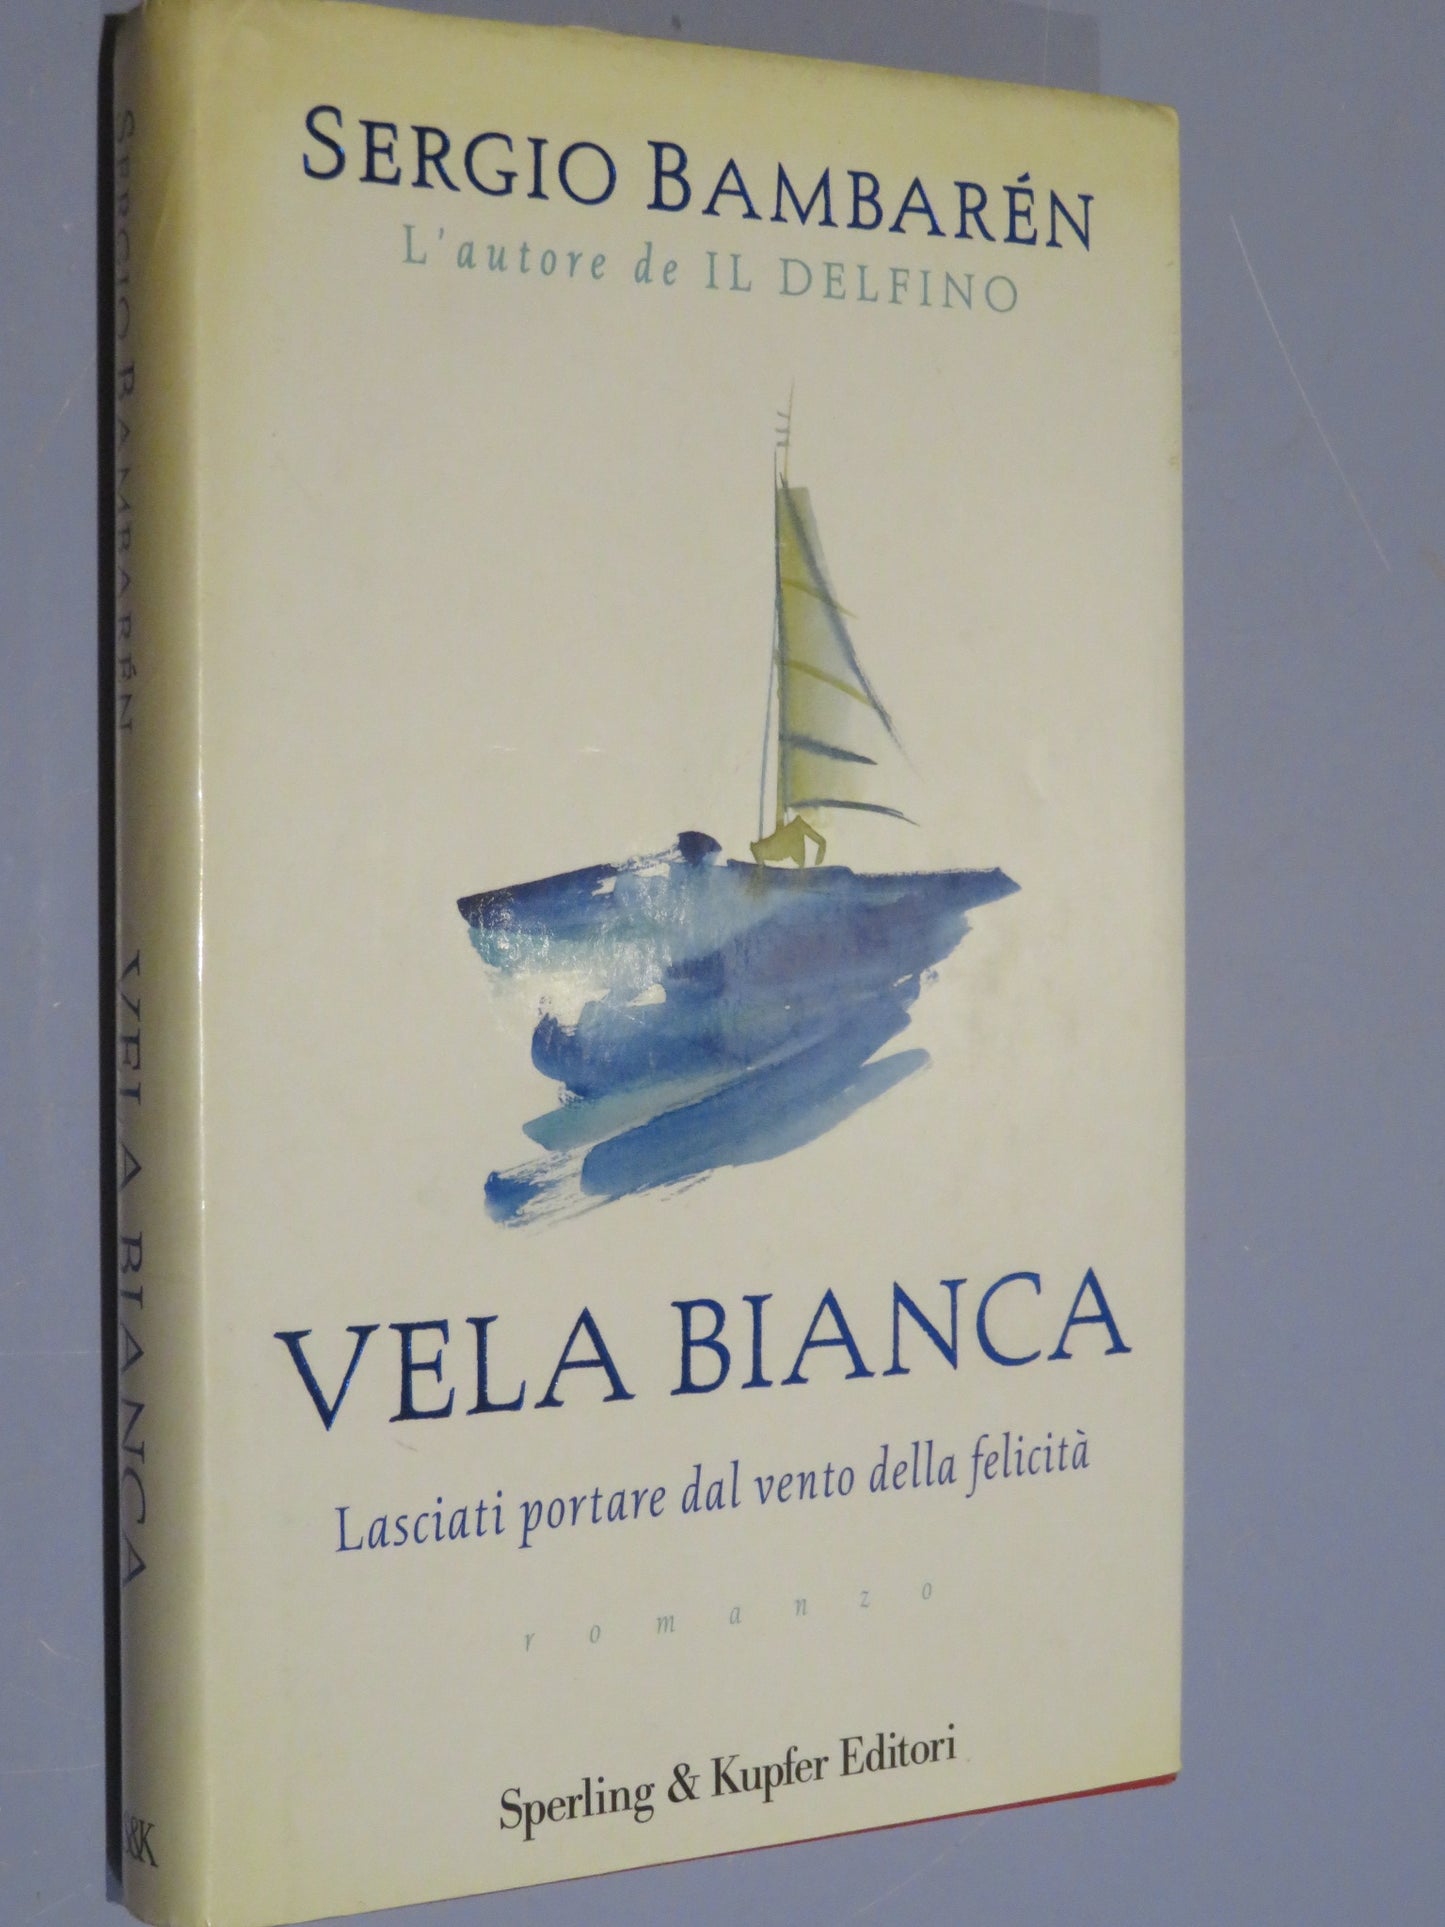 SERGIO BAMBARÉN
L'autore de IL DELFINO
VELA BIANCA
Lasciati portare dal vento della felicità
romanzo
Sperling & Kupfer Editori
SERGIO BAMBARÉN VELA BIANCA
S&K